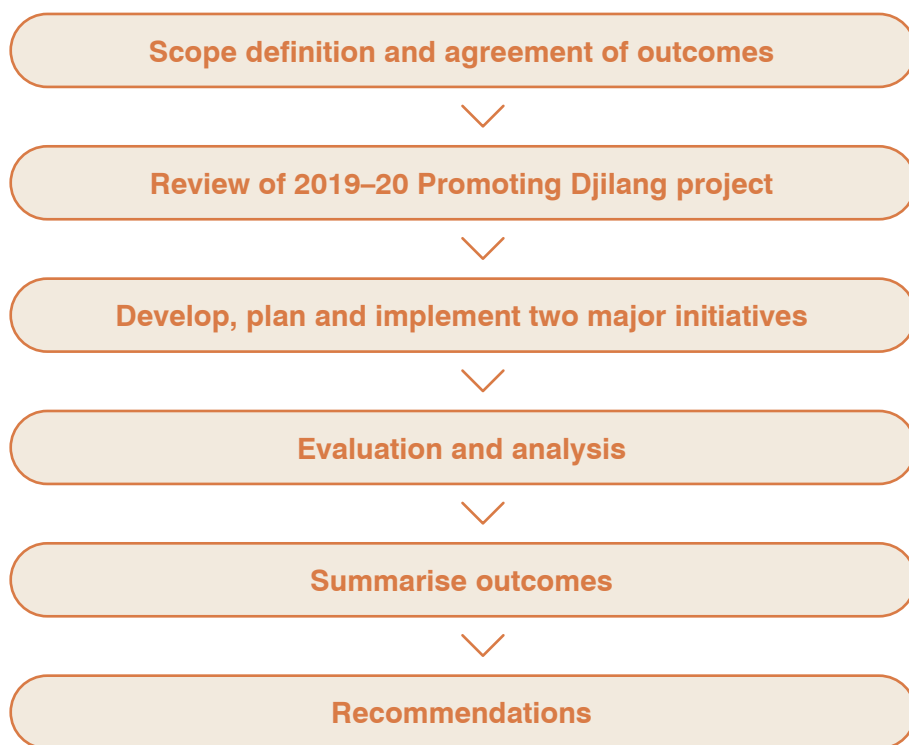 Scope definition and agreement of outcomes
Review of 2019–20 Promoting Djilang project
Develop, plan and implement two major initiatives
Evaluation and analysis
Summarise outcomes
Recommendations